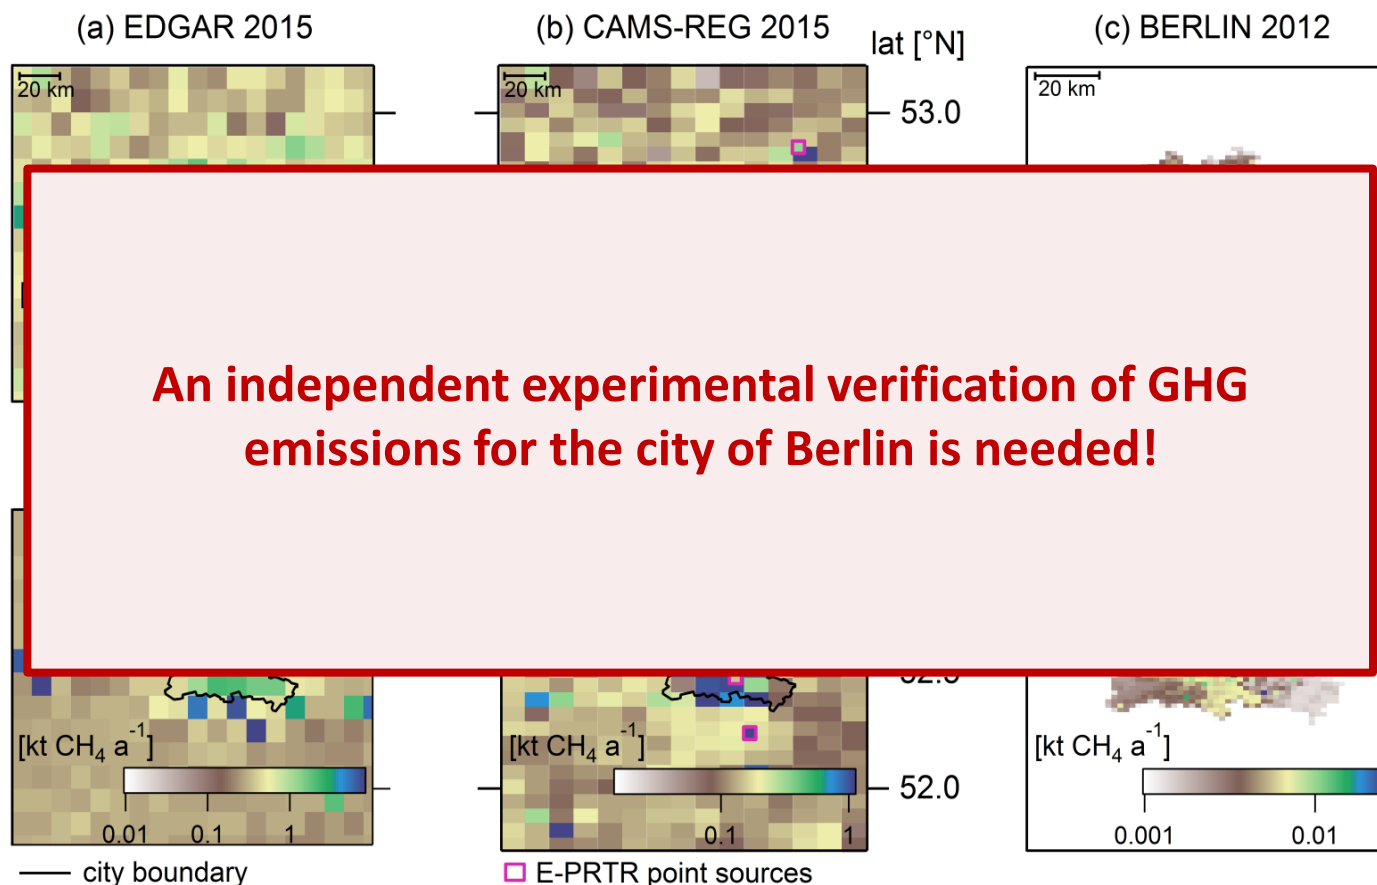 (a) EDGAR 2015
(b) CAMS-REG 2015
lat [°N]
(c) BERLIN 2012
20 km
20 km
20 km
53.0
An independent experimental verification of GHG
emissions for the city of Berlin is needed!
[kt CH₄ a⁻¹]
[kt CH₄ a⁻¹]
[kt CH₄ a⁻¹]
52.0
0.01 0.1 1
0.1 1
0.001 0.01
city boundary
E-PRTR point sources